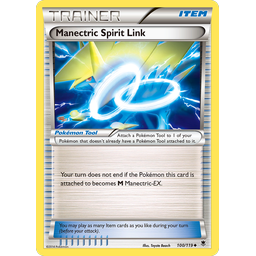 TRAINER
ITEM
Manectric Spirit Link
Pokémon Tool
Attach a Pokémon Tool to 1 of your
Pokémon that doesn't already have a Pokémon Tool attached to it.
Your turn does not end if the Pokémon this card is
attached to becomes M Manectric-EX.
You may play as many Item cards as you like during your turn
(before your attack).
Illus. Toyste Beach
100/119